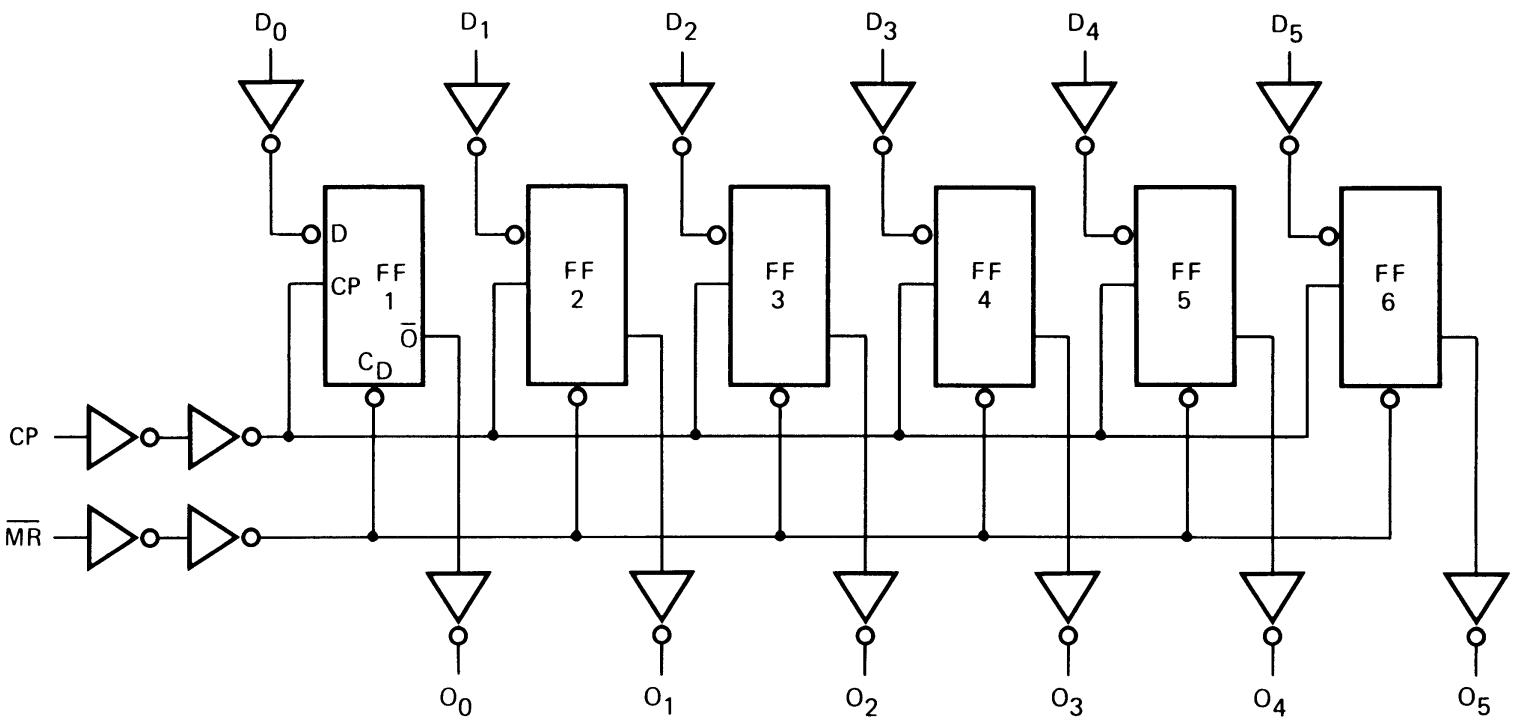 D0 D1 D2 D3 D4 D5
D
CP
FF
1
O̅
CD
FF
2
FF
3
FF
4
FF
5
FF
6
CP
M̅R̅
O0 O1 O2 O3 O4 O5